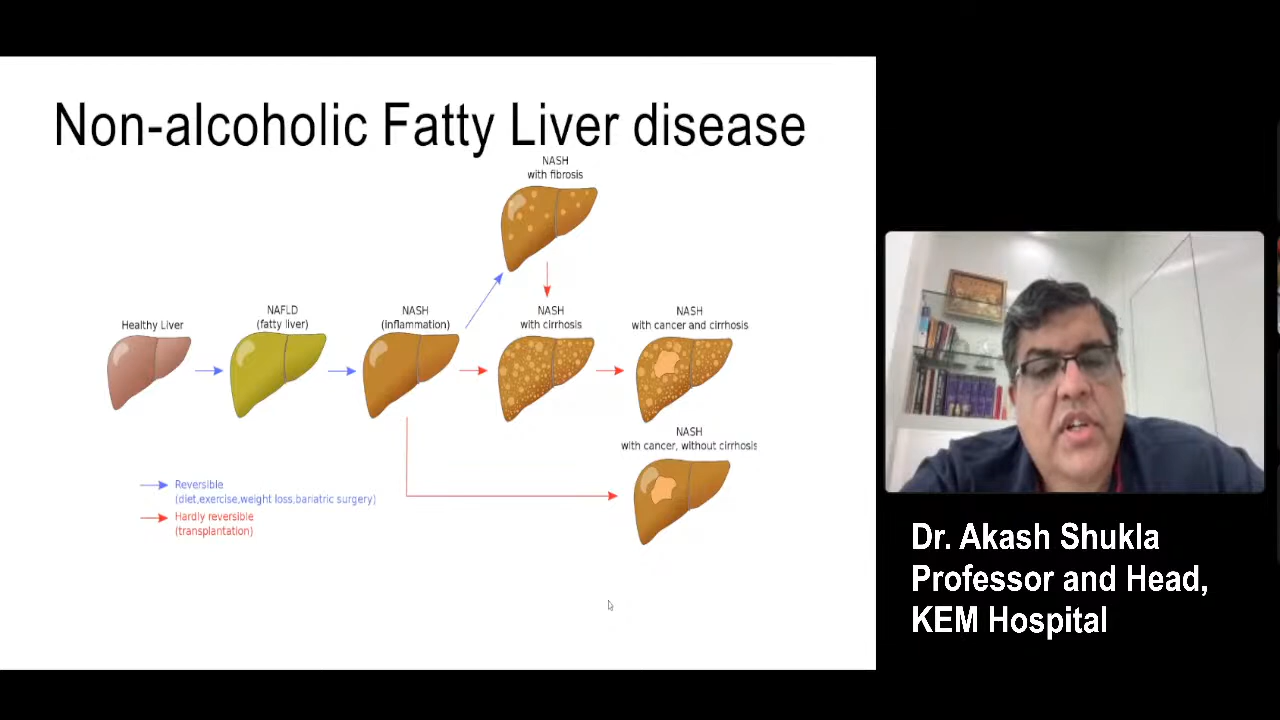 Non-alcoholic Fatty Liver disease
NASH
with fibrosis
Healthy Liver
NAFLD
(fatty liver)
NASH
(inflammation)
NASH
with cirrhosis
NASH
with cancer and cirrhosis
NASH
with cancer, without cirrhosis
Reversible
(diet,exercise,weight loss,bariatric surgery)
Hardly reversible
(transplantation)
Dr. Akash Shukla
Professor and Head,
KEM Hospital